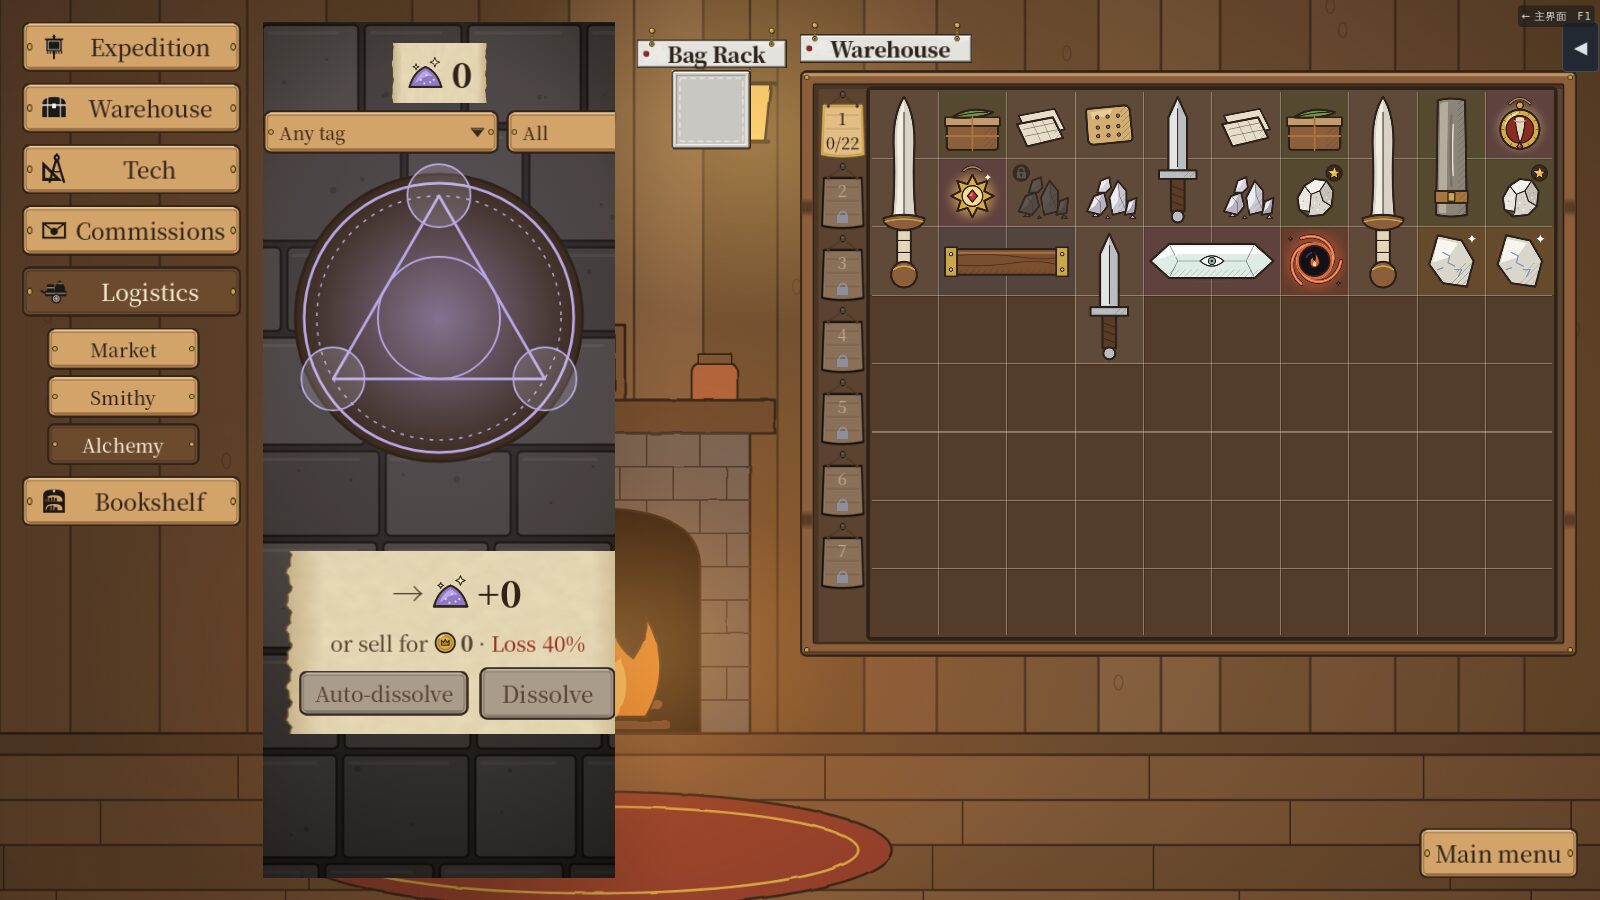 Expedition
Warehouse
Tech
Commissions
Logistics
Market
Smithy
Alchemy
Bookshelf
0
Any tag
All
→ +0
or sell for 0 · Loss 40%
Auto-dissolve
Dissolve
Bag Rack
Warehouse
1
0/22
2
3
4
5
6
7
← 主界面 F1
Main menu